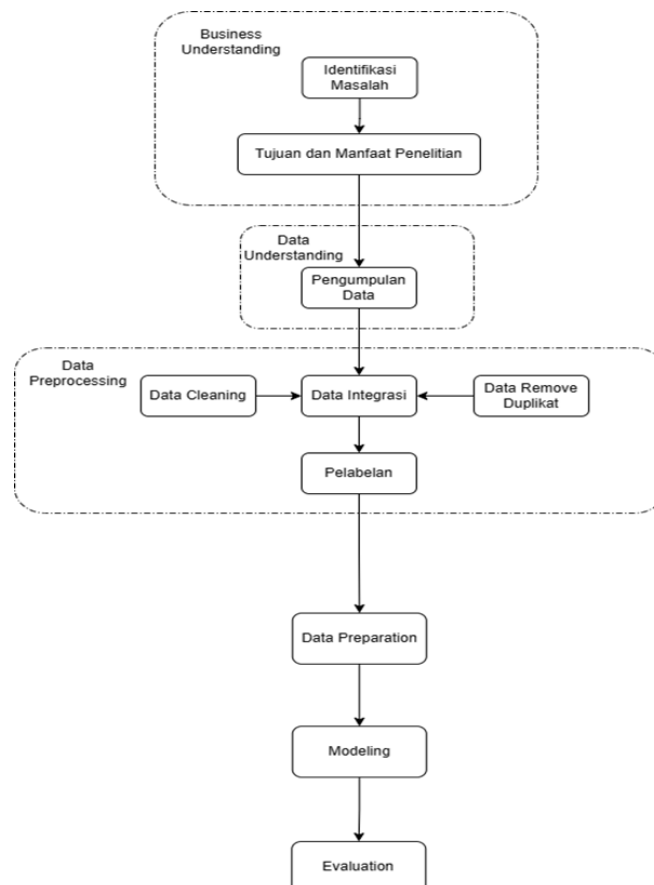 Business
Understanding
Identifikasi
Masalah
Tujuan dan Manfaat Penelitian
Data
Understanding
Pengumpulan
Data
Data
Preprocessing
Data Cleaning
Data Integrasi
Data Remove
Duplikat
Pelabelan
Data Preparation
Modeling
Evaluation